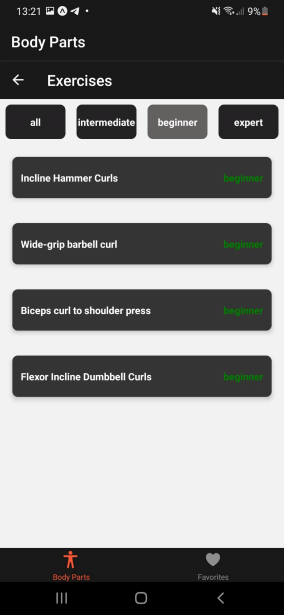 13:21 9%
Body Parts
Exercises
all intermediate beginner expert
Incline Hammer Curls beginner
Wide-grip barbell curl beginner
Biceps curl to shoulder press beginner
Flexor Incline Dumbbell Curls beginner
Body Parts Favorites